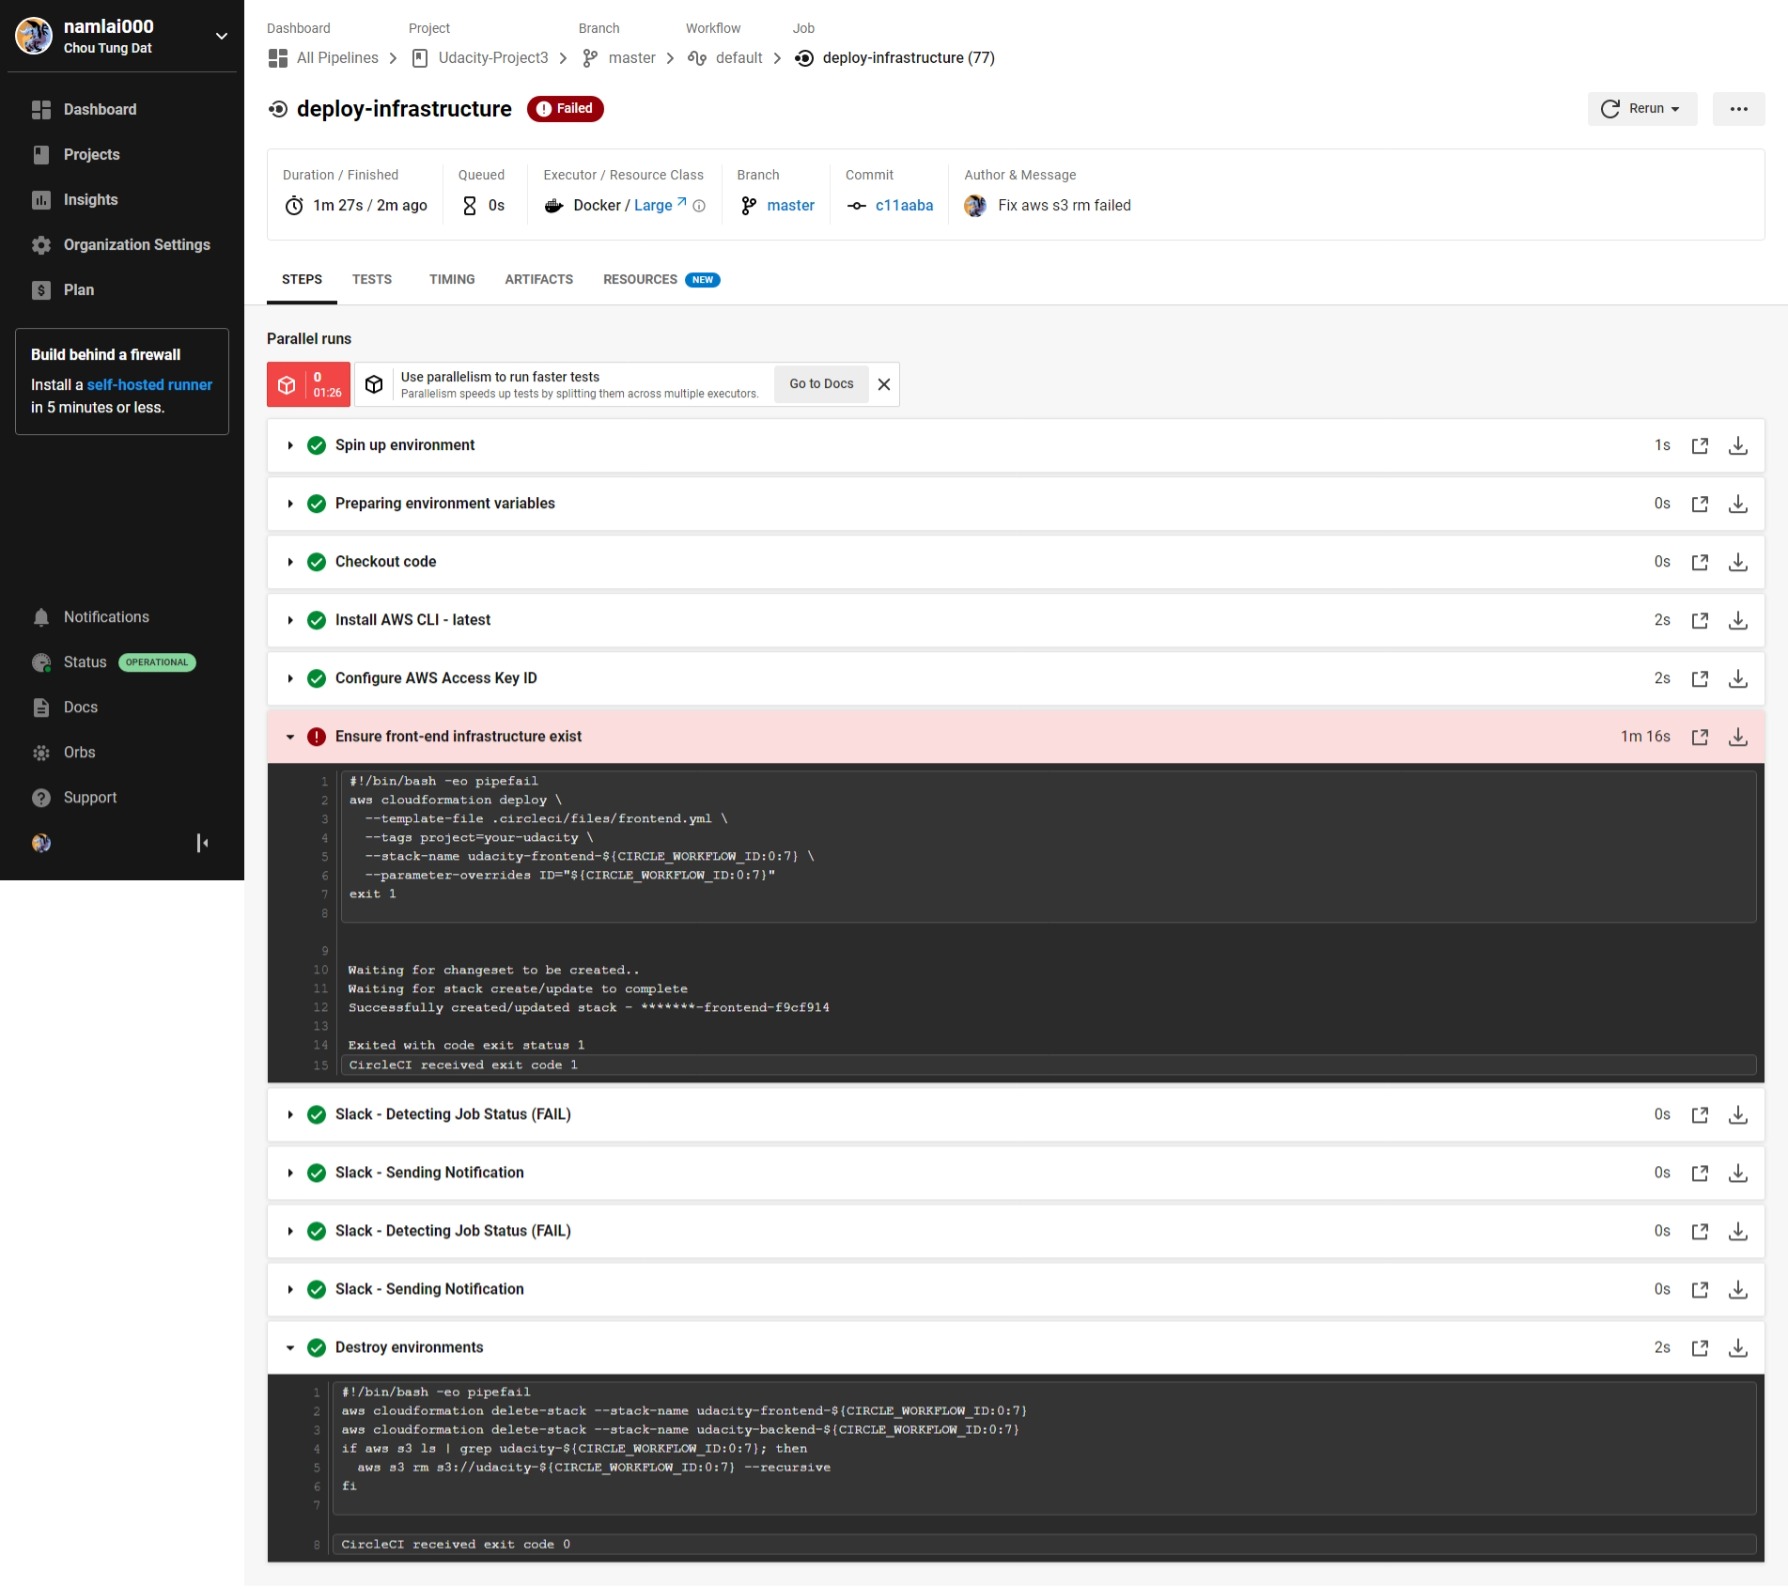 namlai000
Chou Tung Dat
Dashboard
Projects
Insights
Organization Settings
Plan
Build behind a firewall
Install a self-hosted runner
in 5 minutes or less.
Notifications
Status OPERATIONAL
Docs
Orbs
Support
Dashboard Project Branch Workflow Job
All Pipelines Udacity-Project3 master default deploy-infrastructure (77)
deploy-infrastructure Failed
Rerun
Duration / Finished Queued Executor / Resource Class Branch Commit Author & Message
1m 27s / 2m ago 0s Docker / Large master c11aaba Fix aws s3 rm failed
STEPS TESTS TIMING ARTIFACTS RESOURCES NEW
Parallel runs
0
01:26
Use parallelism to run faster tests
Parallelism speeds up tests by splitting them across multiple executors.
Go to Docs
Spin up environment 1s
Preparing environment variables 0s
Checkout code 0s
Install AWS CLI - latest 2s
Configure AWS Access Key ID 2s
Ensure front-end infrastructure exist 1m 16s
1 #!/bin/bash -eo pipefail
2 aws cloudformation deploy \
3 --template-file .circleci/files/frontend.yml \
4 --tags project=your-udacity \
5 --stack-name udacity-frontend-${CIRCLE_WORKFLOW_ID:0:7} \
6 --parameter-overrides ID="${CIRCLE_WORKFLOW_ID:0:7}"
7 exit 1
8
9
10 Waiting for changeset to be created..
11 Waiting for stack create/update to complete
12 Successfully created/updated stack - *******-frontend-f9cf914
13
14 Exited with code exit status 1
15 CircleCI received exit code 1
Slack - Detecting Job Status (FAIL) 0s
Slack - Sending Notification 0s
Slack - Detecting Job Status (FAIL) 0s
Slack - Sending Notification 0s
Destroy environments 2s
1 #!/bin/bash -eo pipefail
2 aws cloudformation delete-stack --stack-name udacity-frontend-${CIRCLE_WORKFLOW_ID:0:7}
3 aws cloudformation delete-stack --stack-name udacity-backend-${CIRCLE_WORKFLOW_ID:0:7}
4 if aws s3 ls | grep udacity-${CIRCLE_WORKFLOW_ID:0:7}; then
5 aws s3 rm s3://udacity-${CIRCLE_WORKFLOW_ID:0:7} --recursive
6 fi
7
8 CircleCI received exit code 0